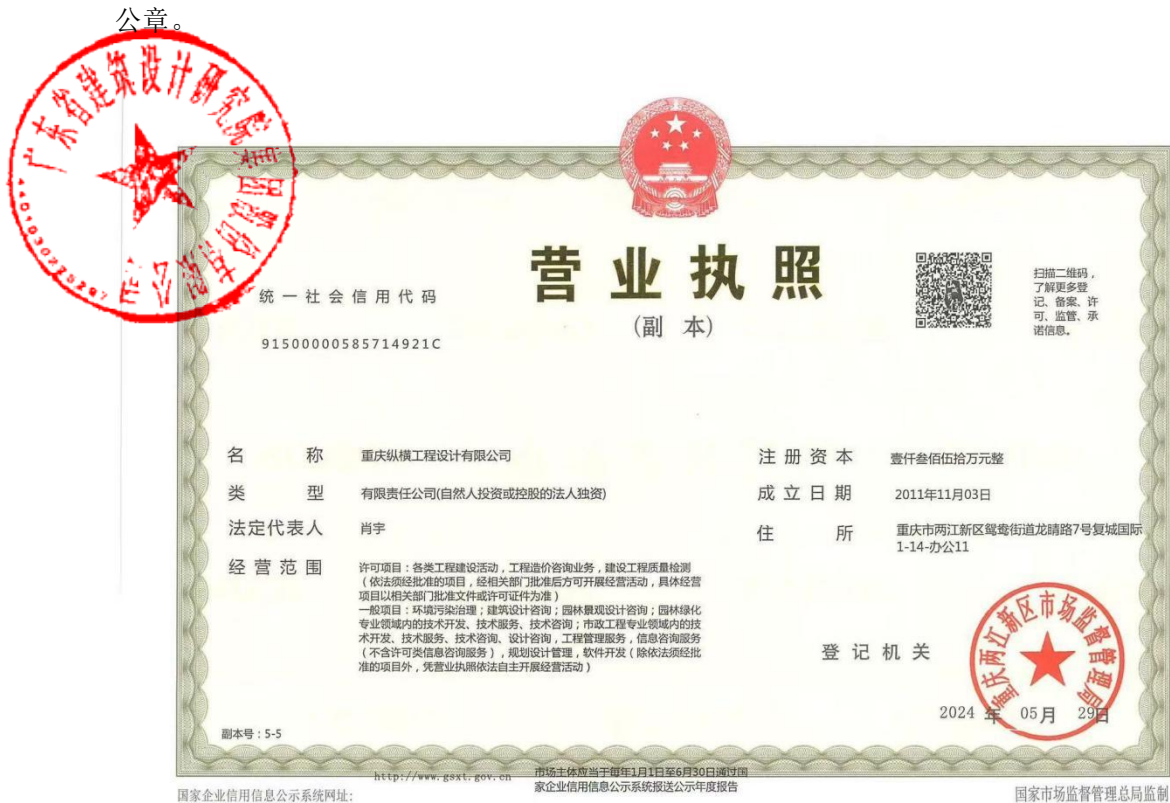 公章。
广东省建筑设计研究院集团股份有限公司
营业执照
(副 本)
扫描二维码，
了解更多登
记、备案、许
可、监管、承
诺信息。
统一社会信用代码
91500000585714921C
名 称 重庆纵横工程设计有限公司
类 型 有限责任公司(自然人投资或控股的法人独资)
法定代表人 肖宇
经营范围 许可项目：各类工程建设活动，工程造价咨询业务，建设工程质量检测
（依法须经批准的项目，经相关部门批准后方可开展经营活动，具体经营
项目以相关部门批准文件或许可证件为准）
一般项目：环境污染治理；建筑设计咨询；园林景观设计咨询；园林绿化
专业领域内的技术开发、技术服务、技术咨询；市政工程专业领域内的技
术开发、技术服务、技术咨询、设计咨询，工程管理服务，信息咨询服务
（不含许可类信息咨询服务），规划设计管理，软件开发（除依法须经批
准的项目外，凭营业执照依法自主开展经营活动）
注册资本 壹仟叁佰伍拾万元整
成立日期 2011年11月03日
住 所 重庆市两江新区鸳鸯街道龙睛路7号复城国际
1-14-办公11
登记机关
重庆两江新区市场监督管理局
2024 年 05月 29日
副本号：5-5
http://www.gsxt.gov.cn
市场主体应当于每年1月1日至6月30日通过国
家企业信用信息公示系统报送公示年度报告
国家企业信用信息公示系统网址:
国家市场监督管理总局监制